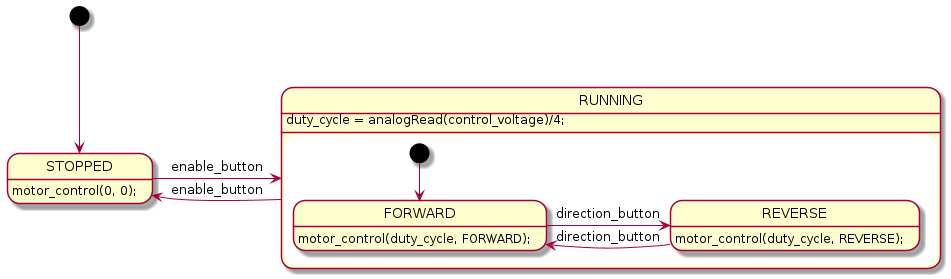 RUNNING
duty_cycle = analogRead(control_voltage)/4;
STOPPED
motor_control(0, 0);
enable_button
enable_button
FORWARD
motor_control(duty_cycle, FORWARD);
direction_button
direction_button
REVERSE
motor_control(duty_cycle, REVERSE);